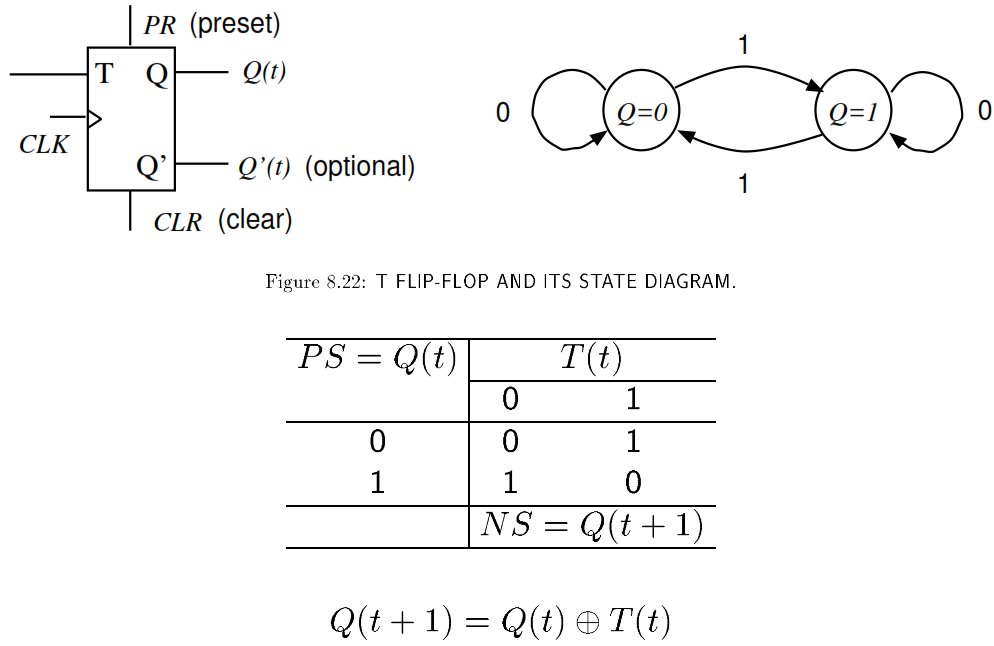 PR (preset)
T Q Q(t)
CLK
Q' Q'(t) (optional)
CLR (clear)
1
0 Q=0 Q=1 0
1
Figure 8.22: T FLIP-FLOP AND ITS STATE DIAGRAM.
PS = Q(t) T(t)
0 1
0 0 1
1 1 0
NS = Q(t + 1)
Q(t + 1) = Q(t) ⊕ T(t)